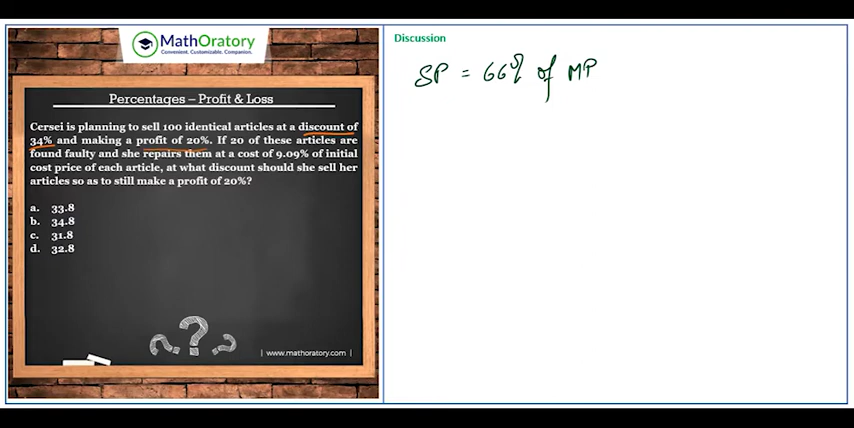 MathOratory
Convenient. Customizable. Companion.
Percentages – Profit & Loss
Cersei is planning to sell 100 identical articles at a discount of
34% and making a profit of 20%. If 20 of these articles are
found faulty and she repairs them at a cost of 9.09% of initial
cost price of each article, at what discount should she sell her
articles so as to still make a profit of 20%?
a. 33.8
b. 34.8
c. 31.8
d. 32.8
| www.mathoratory.com |
Discussion
SP = 66% of MP